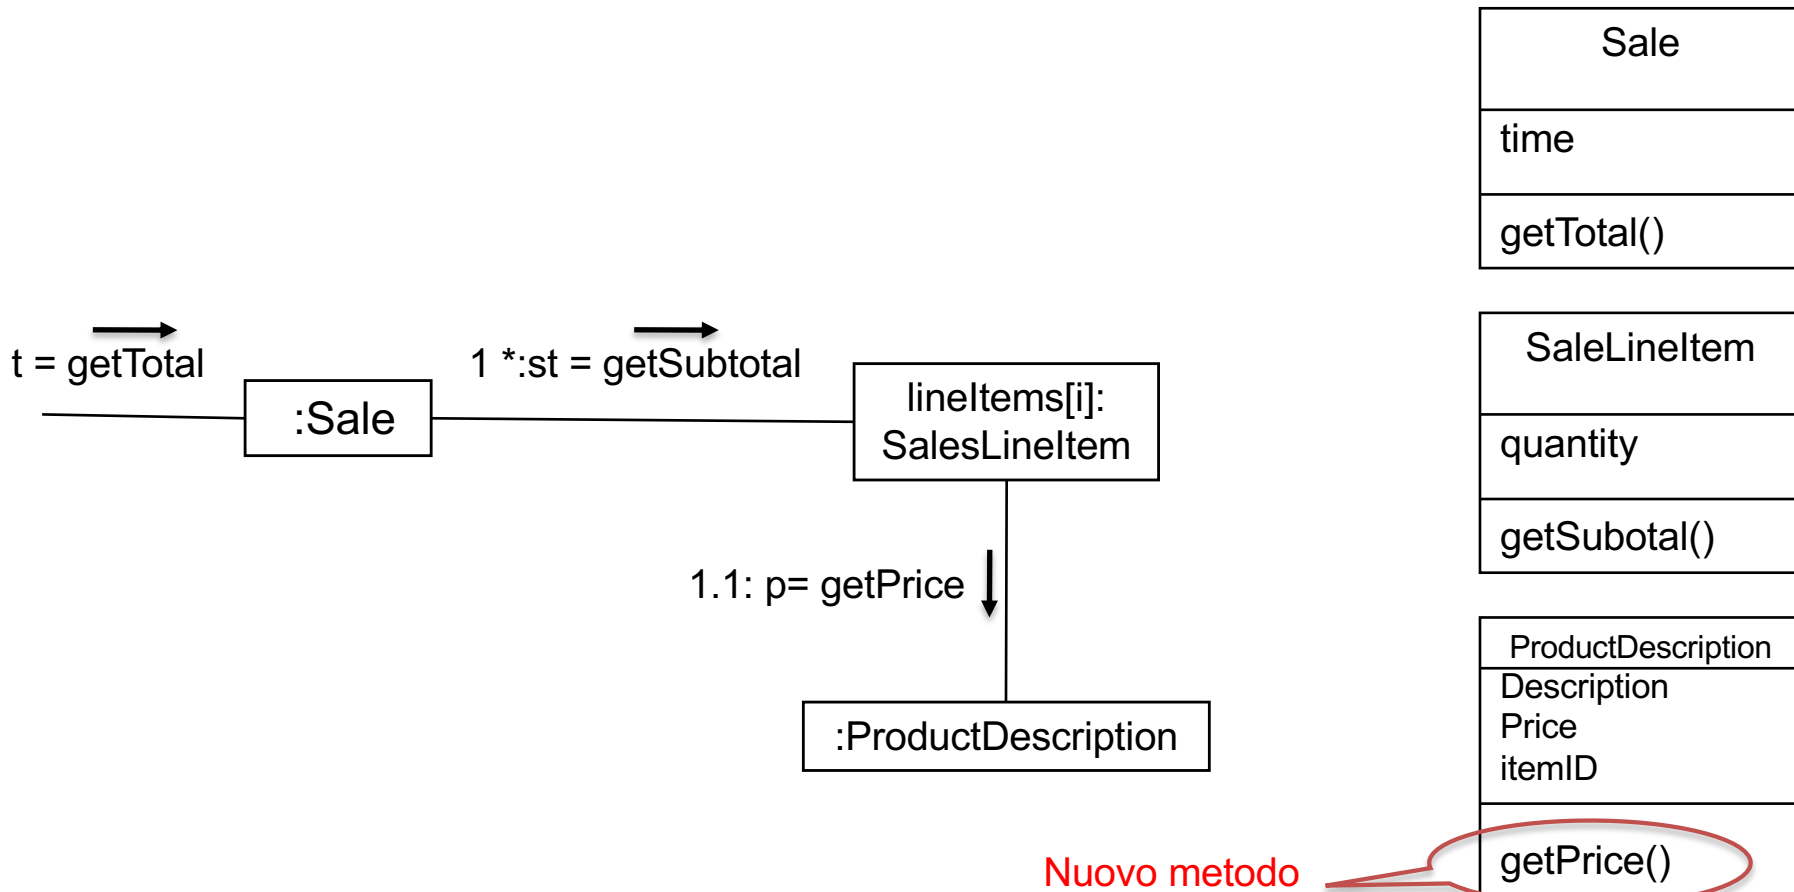 Sale
time
getTotal()
t = getTotal
1 *:st = getSubtotal
:Sale
lineItems[i]:
SalesLineItem
SaleLineItem
quantity
getSubotal()
1.1: p= getPrice
:ProductDescription
ProductDescription
Description
Price
itemID
getPrice()
Nuovo metodo